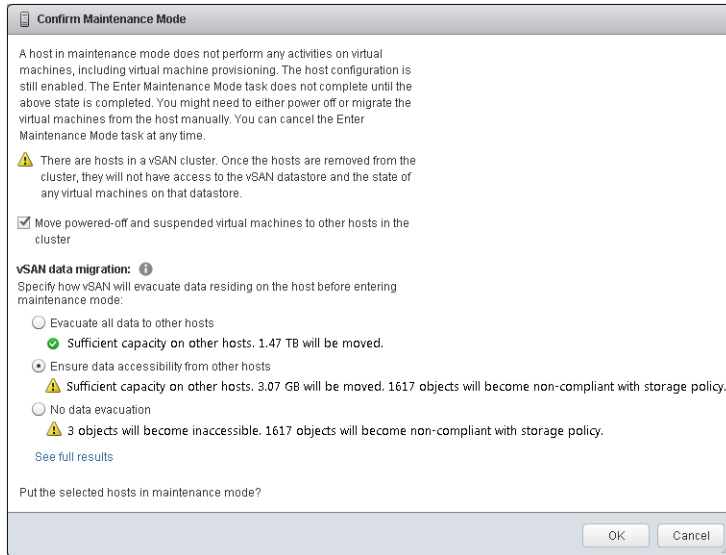 Confirm Maintenance Mode
A host in maintenance mode does not perform any activities on virtual
machines, including virtual machine provisioning. The host configuration is
still enabled. The Enter Maintenance Mode task does not complete until the
above state is completed. You might need to either power off or migrate the
virtual machines from the host manually. You can cancel the Enter
Maintenance Mode task at any time.
There are hosts in a vSAN cluster. Once the hosts are removed from the
cluster, they will not have access to the vSAN datastore and the state of
any virtual machines on that datastore.
Move powered-off and suspended virtual machines to other hosts in the
cluster
vSAN data migration:
Specify how vSAN will evacuate data residing on the host before entering
maintenance mode:
Evacuate all data to other hosts
Sufficient capacity on other hosts. 1.47 TB will be moved.
Ensure data accessibility from other hosts
Sufficient capacity on other hosts. 3.07 GB will be moved. 1617 objects will become non-compliant with storage policy.
No data evacuation
3 objects will become inaccessible. 1617 objects will become non-compliant with storage policy.
See full results
Put the selected hosts in maintenance mode?
OK Cancel